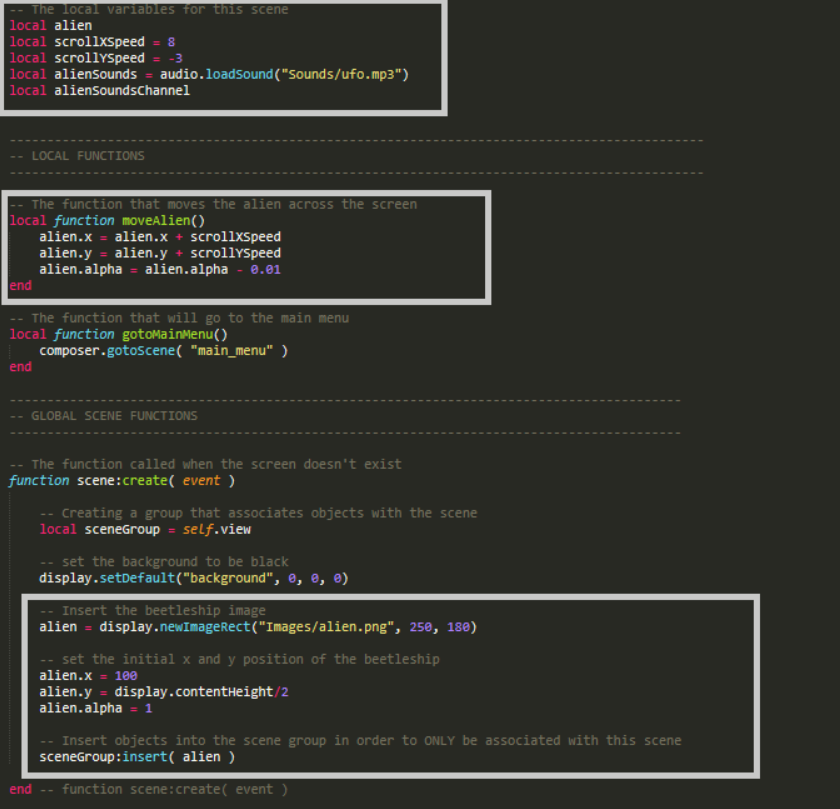 -- The local variables for this scene
local alien
local scrollXSpeed = 8
local scrollYSpeed = -3
local alienSounds = audio.loadSound("Sounds/ufo.mp3")
local alienSoundsChannel
--------------------------------------------------------------------------------------------
-- LOCAL FUNCTIONS
--------------------------------------------------------------------------------------------
-- The function that moves the alien across the screen
local function moveAlien()
    alien.x = alien.x + scrollXSpeed
    alien.y = alien.y + scrollYSpeed
    alien.alpha = alien.alpha - 0.01
end
-- The function that will go to the main menu
local function gotoMainMenu()
    composer.gotoScene( "main_menu" )
end
-----------------------------------------------------------------------------------------
-- GLOBAL SCENE FUNCTIONS
-----------------------------------------------------------------------------------------
-- The function called when the screen doesn't exist
function scene:create( event )
    -- Creating a group that associates objects with the scene
    local sceneGroup = self.view
    -- set the background to be black
    display.setDefault("background", 0, 0, 0)
    -- Insert the beetleship image
    alien = display.newImageRect("Images/alien.png", 250, 180)
    -- set the initial x and y position of the beetleship
    alien.x = 100
    alien.y = display.contentHeight/2
    alien.alpha = 1
    -- Insert objects into the scene group in order to ONLY be associated with this scene
    sceneGroup:insert( alien )
end -- function scene:create( event )